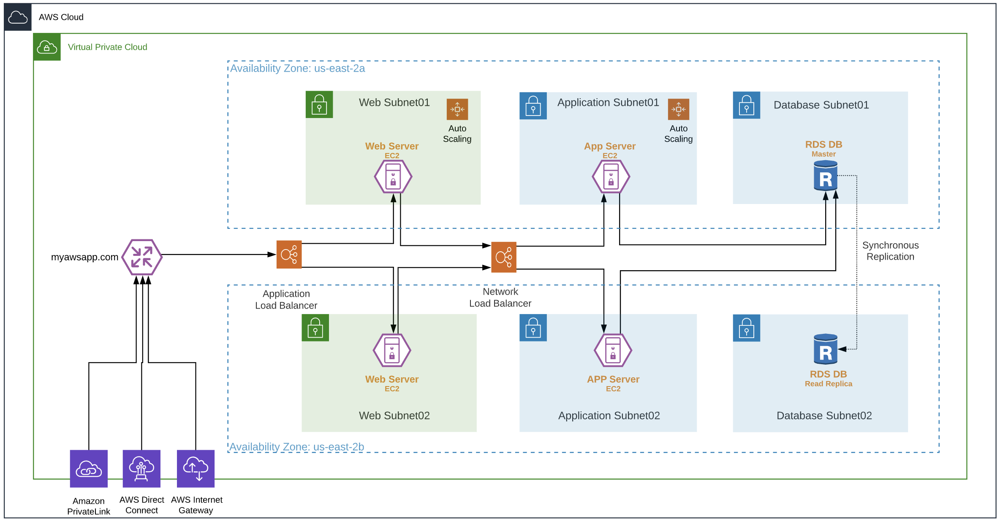 AWS Cloud
Virtual Private Cloud
Availability Zone: us-east-2a
Web Subnet01
Auto
Scaling
Web Server
EC2
Application Subnet01
Auto
Scaling
App Server
EC2
Database Subnet01
RDS DB
Master
R
myawsapp.com
Synchronous
Replication
Application
Load Balancer
Network
Load Balancer
Web Server
EC2
Web Subnet02
APP Server
EC2
Application Subnet02
R
RDS DB
Read Replica
Database Subnet02
Availability Zone: us-east-2b
Amazon
PrivateLink
AWS Direct
Connect
AWS Internet
Gateway